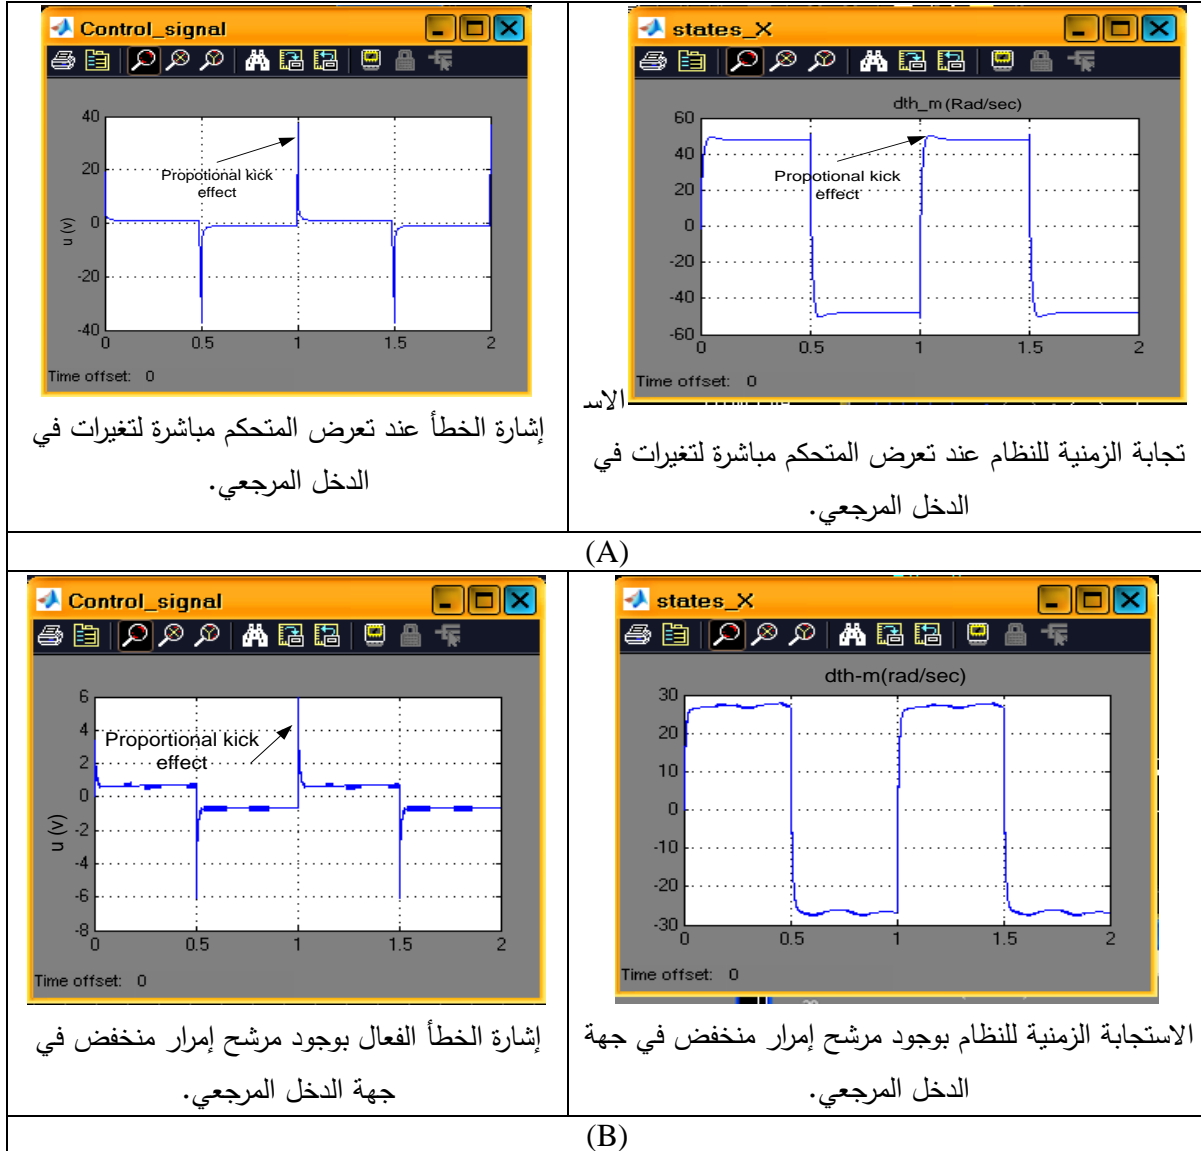 Control_signal
40
20
0
-20
-40
u (v)
Propotional kick
effect
0
0.5
1
1.5
2
Time offset: 0
إشارة الخطأ عند تعرض المتحكم مباشرة لتغيرات في
الدخل المرجعي.
states_X
dth_m (Rad/sec)
60
40
20
0
-20
-40
-60
Propotional kick
effect
0
0.5
1
1.5
2
Time offset: 0
الاسـ
تجابة الزمنية للنظام عند تعرض المتحكم مباشرة لتغيرات في
الدخل المرجعي.
(A)
Control_signal
6
4
2
0
-2
-4
-6
-8
u (v)
Proportional kick
effect
0
0.5
1
1.5
2
Time offset: 0
إشارة الخطأ الفعال بوجود مرشح إمرار منخفض في
جهة الدخل المرجعي.
states_X
dth-m(rad/sec)
30
20
10
0
-10
-20
-30
0
0.5
1
1.5
2
Time offset: 0
الاستجابة الزمنية للنظام بوجود مرشح إمرار منخفض في جهة
الدخل المرجعي.
(B)